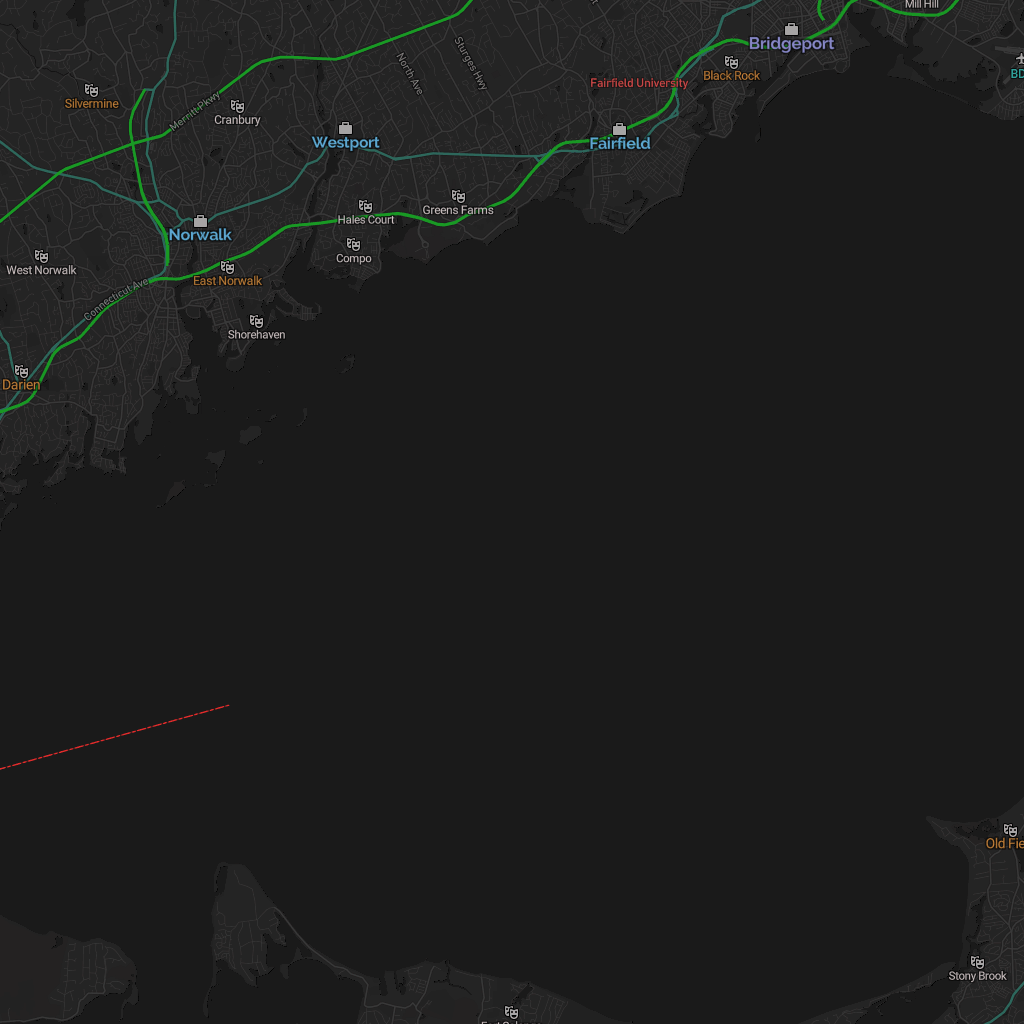 Mill Hill
Bridgeport
Sturges Hwy
North Ave
Black Rock
Fairfield University
Silvermine
Merritt Pkwy
Cranbury
Westport
Fairfield
Greens Farms
Hales Court
Norwalk
Compo
West Norwalk
East Norwalk
Connecticut Ave
Shorehaven
Darien
Stony Brook